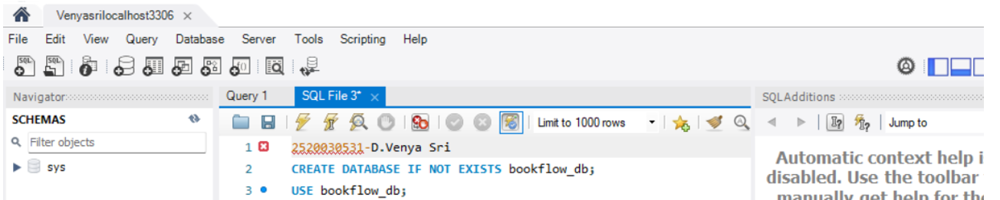 Venyasrilocalhost3306 ×
File Edit View Query Database Server Tools Scripting Help
Navigator
SCHEMAS
Filter objects
sys
Query 1 SQL File 3* ×
Limit to 1000 rows
1 2520030531-D.Venya Sri
2 CREATE DATABASE IF NOT EXISTS bookflow_db;
3 USE bookflow_db;
SQLAdditions
Jump to
Automatic context help i
disabled. Use the toolbar
manually get help for the